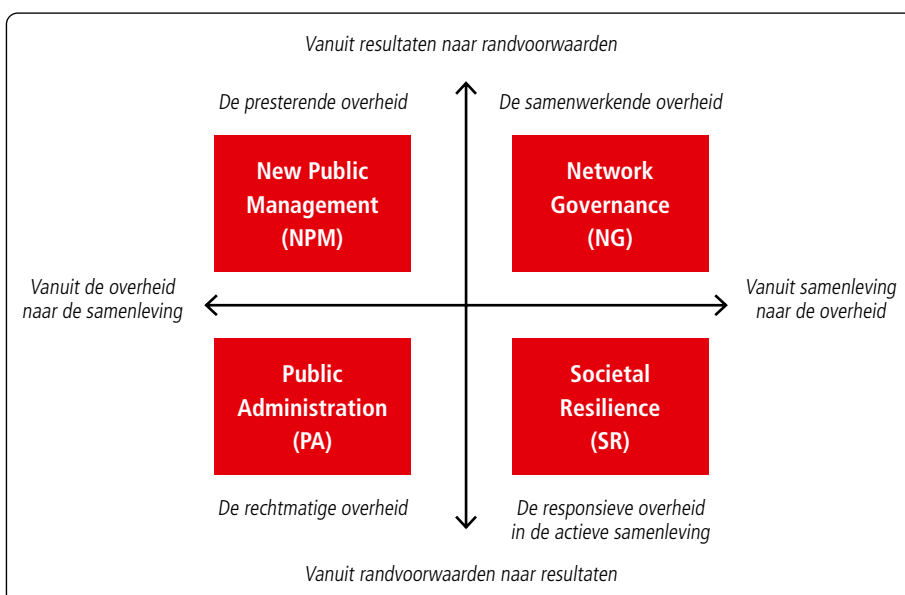 Vanuit resultaten naar randvoorwaarden
De presterende overheid
De samenwerkende overheid
New Public
Management
(NPM)
Network
Governance
(NG)
Vanuit de overheid
naar de samenleving
Vanuit samenleving
naar de overheid
Public
Administration
(PA)
Societal
Resilience
(SR)
De rechtmatige overheid
De responsieve overheid
in de actieve samenleving
Vanuit randvoorwaarden naar resultaten